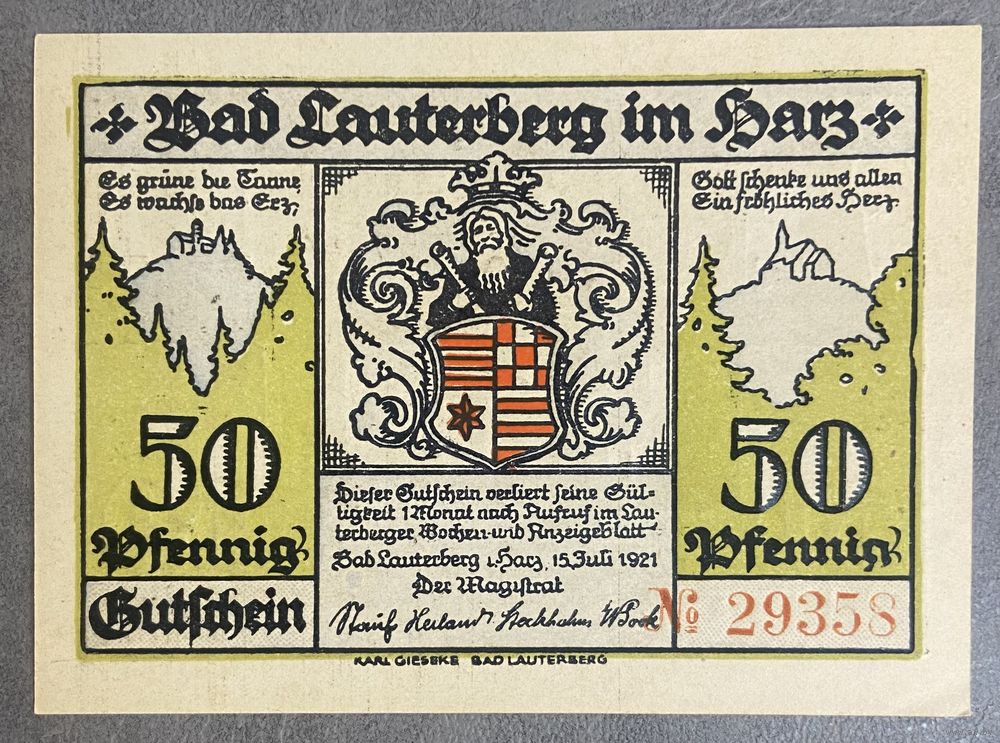 Bad Lauterberg im Harz
Es grüne die Tanne,
Es wachse das Erz,
Gott schenke uns allen
Ein fröhliches Herz.
50
Pfennig
50
Pfennig
Dieser Gutschein verliert seine Gül-
tigkeit 1 Monat nach Aufruf im Lau-
terberger Wochen- und Anzeigeblatt
Bad Lauterberg i. Harz, 15. Juli 1921
Der Magistrat
Gutschein
No 29358
KARL GIESEKE BAD LAUTERBERG